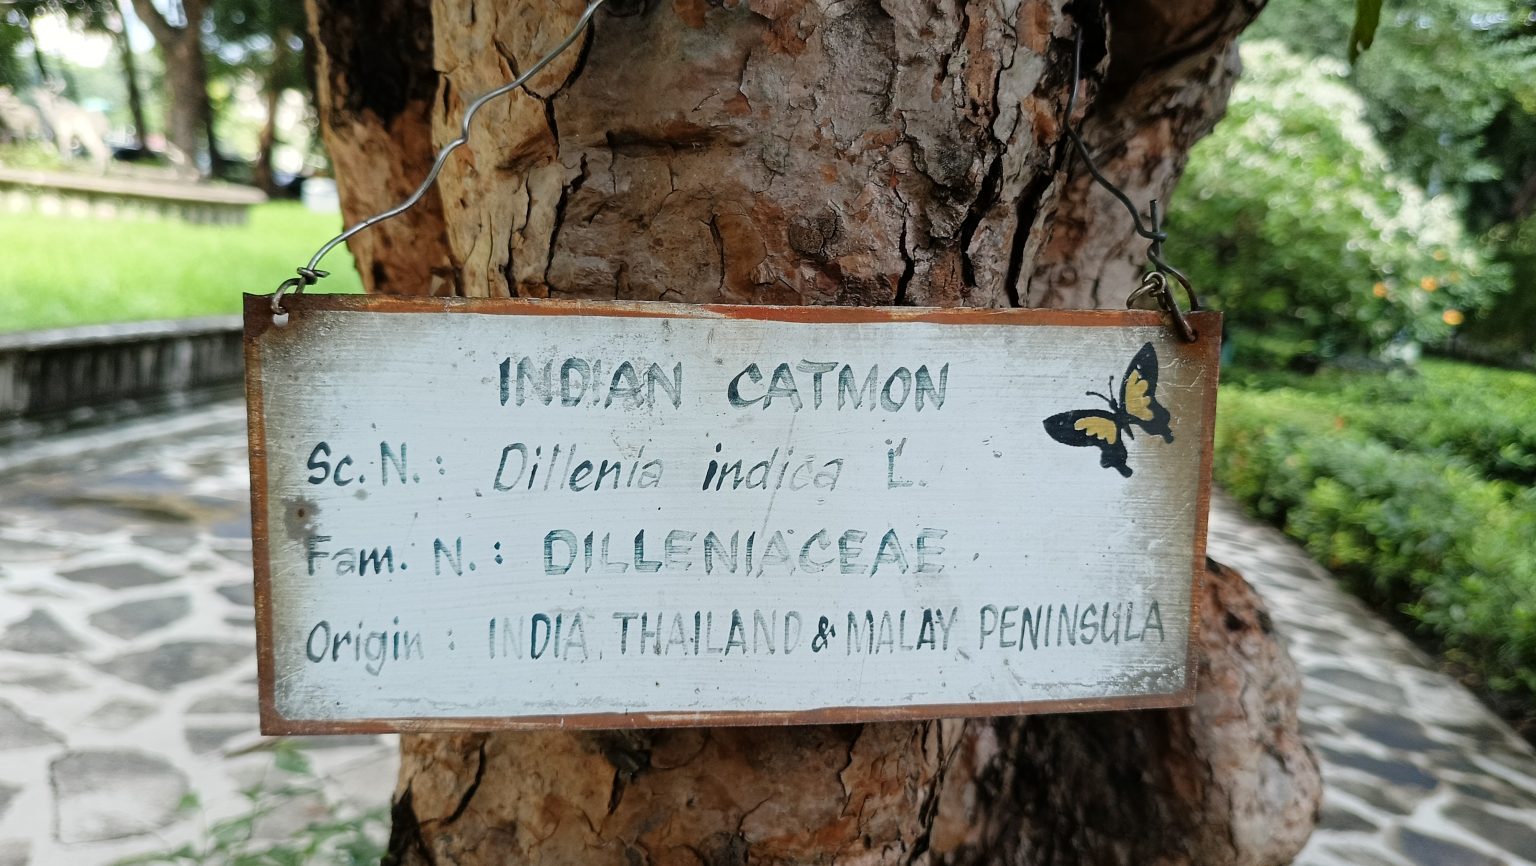 INDIAN CATMON
Sc. N. : Dillenia indica L.
Fam. N. : DILLENIACEAE
Origin : INDIA, THAILAND & MALAY PENINSULA